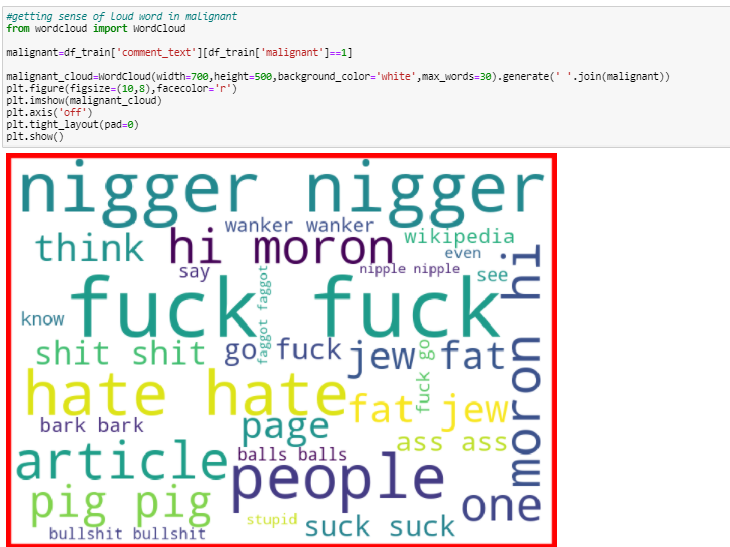 #getting sense of loud word in malignant
from wordcloud import WordCloud
malignant=df_train['comment_text'][df_train['malignant']==1]
malignant_cloud=WordCloud(width=700,height=500,background_color='white',max_words=30).generate(' '.join(malignant))
plt.figure(figsize=(10,8),facecolor='r')
plt.imshow(malignant_cloud)
plt.axis('off')
plt.tight_layout(pad=0)
plt.show()
nigger nigger
wanker wanker
think
hi moron
wikipedia
even
say
nipple nipple
see
faggot faggot
moron hi
fuck fuck
know
shit shit
go fuck
jew fat
fuck go
hate hate
fat jew
bark bark
page
ass ass
article
balls balls
people
pig pig
one
stupid
suck suck
bullshit bullshit